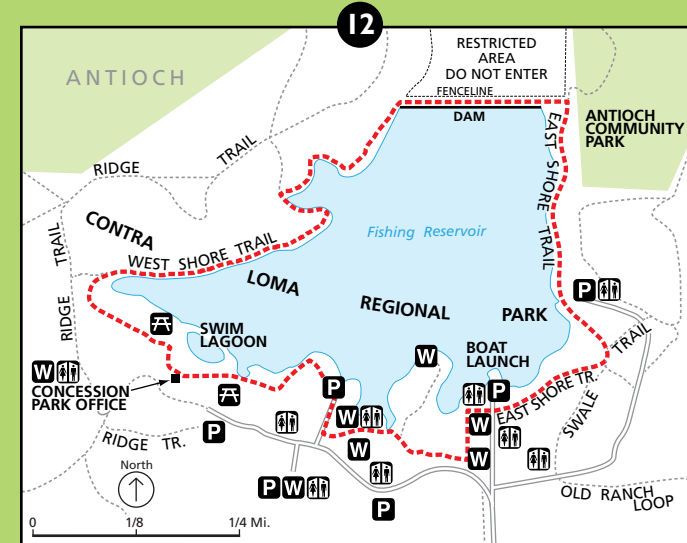 12
RESTRICTED
AREA
DO NOT ENTER
FENCELINE
DAM
ANTIOCH
ANTIOCH
COMMUNITY
PARK
EAST SHORE TRAIL
RIDGE TRAIL
CONTRA
WEST SHORE TRAIL
Fishing Reservoir
LOMA
REGIONAL
PARK
RIDGE TRAIL
P
SWIM
LAGOON
BOAT
LAUNCH
W
W
CONCESSION
PARK OFFICE
P
P
EAST SHORE TR.
SWALE TRAIL
W
W
W
W
P
RIDGE TR.
P W
P
OLD RANCH
LOOP
North
0 1/8 1/4 Mi.